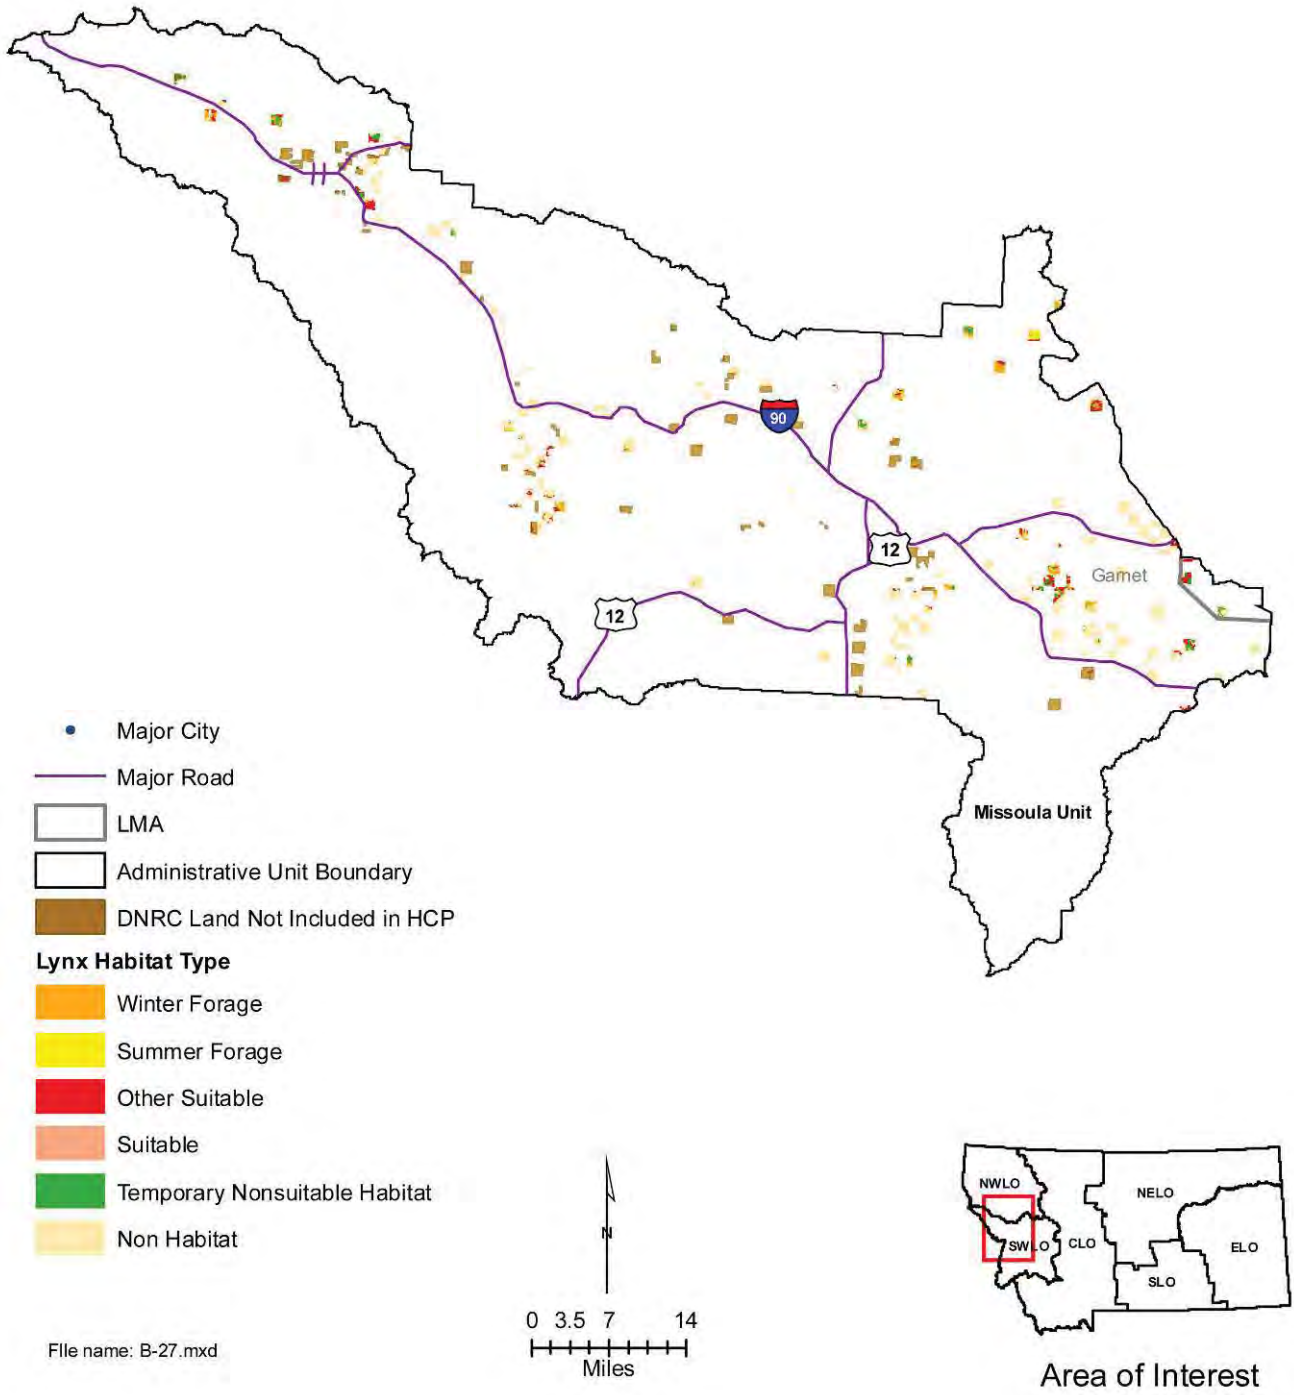 90
12
Garnet
12
Missoula Unit
Major City
Major Road
LMA
Administrative Unit Boundary
DNRC Land Not Included in HCP
Lynx Habitat Type
Winter Forage
Summer Forage
Other Suitable
Suitable
Temporary Nonsuitable Habitat
Non Habitat
FIle name: B-27.mxd
N
0 3.5 7 14
Miles
NWLO
NELO
SWLO
CLO
ELO
SLO
Area of Interest